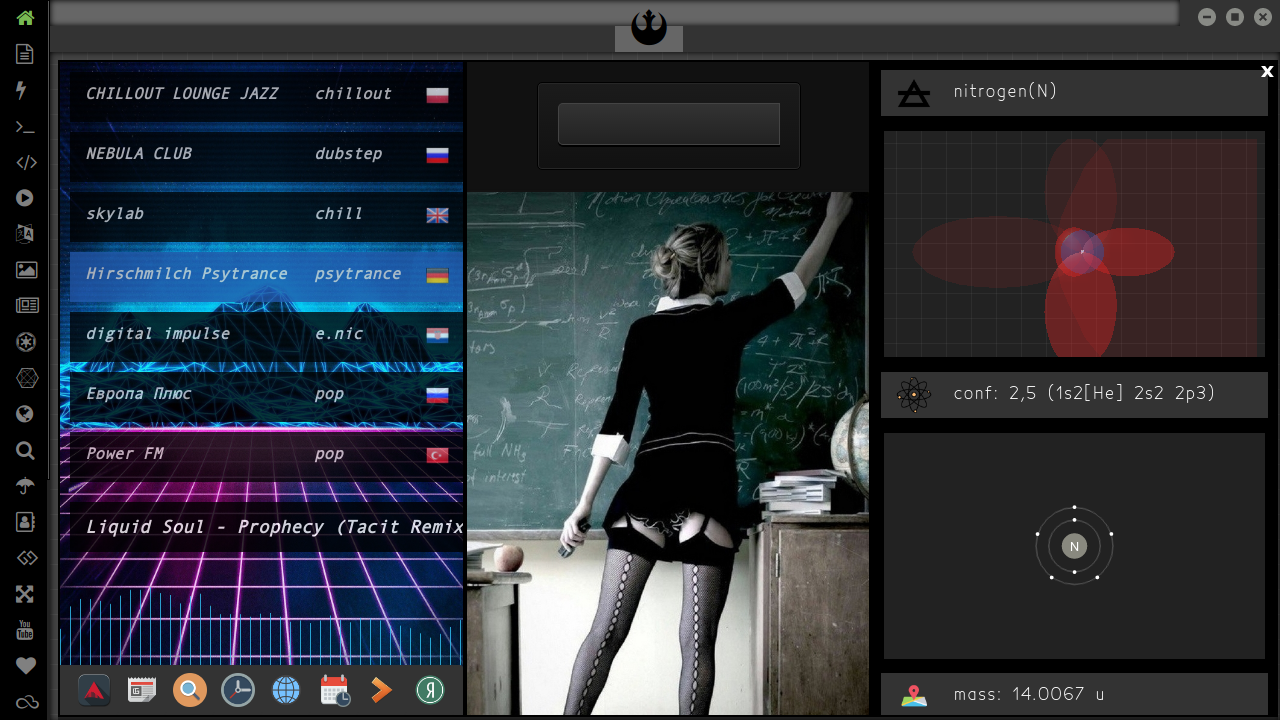 CHILLOUT LOUNGE JAZZ chillout
NEBULA CLUB dubstep
skylab chill
Hirschmilch Psytrance psytrance
digital impulse e.nic
Европа Плюс pop
Power FM pop
Liquid Soul - Prophecy (Tacit Remix
nitrogen(N)
conf: 2,5 (1s2[He] 2s2 2p3)
N
mass: 14.0067 u
You
Tube
Я